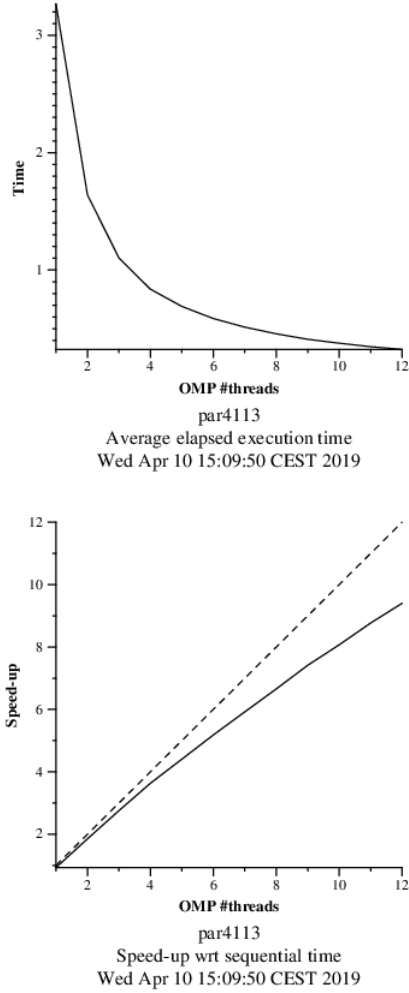 3
2
1
Time
2 4 6 8 10 12
OMP #threads
par4113
Average elapsed execution time
Wed Apr 10 15:09:50 CEST 2019
12
10
8
6
4
2
Speed-up
2 4 6 8 10 12
OMP #threads
par4113
Speed-up wrt sequential time
Wed Apr 10 15:09:50 CEST 2019